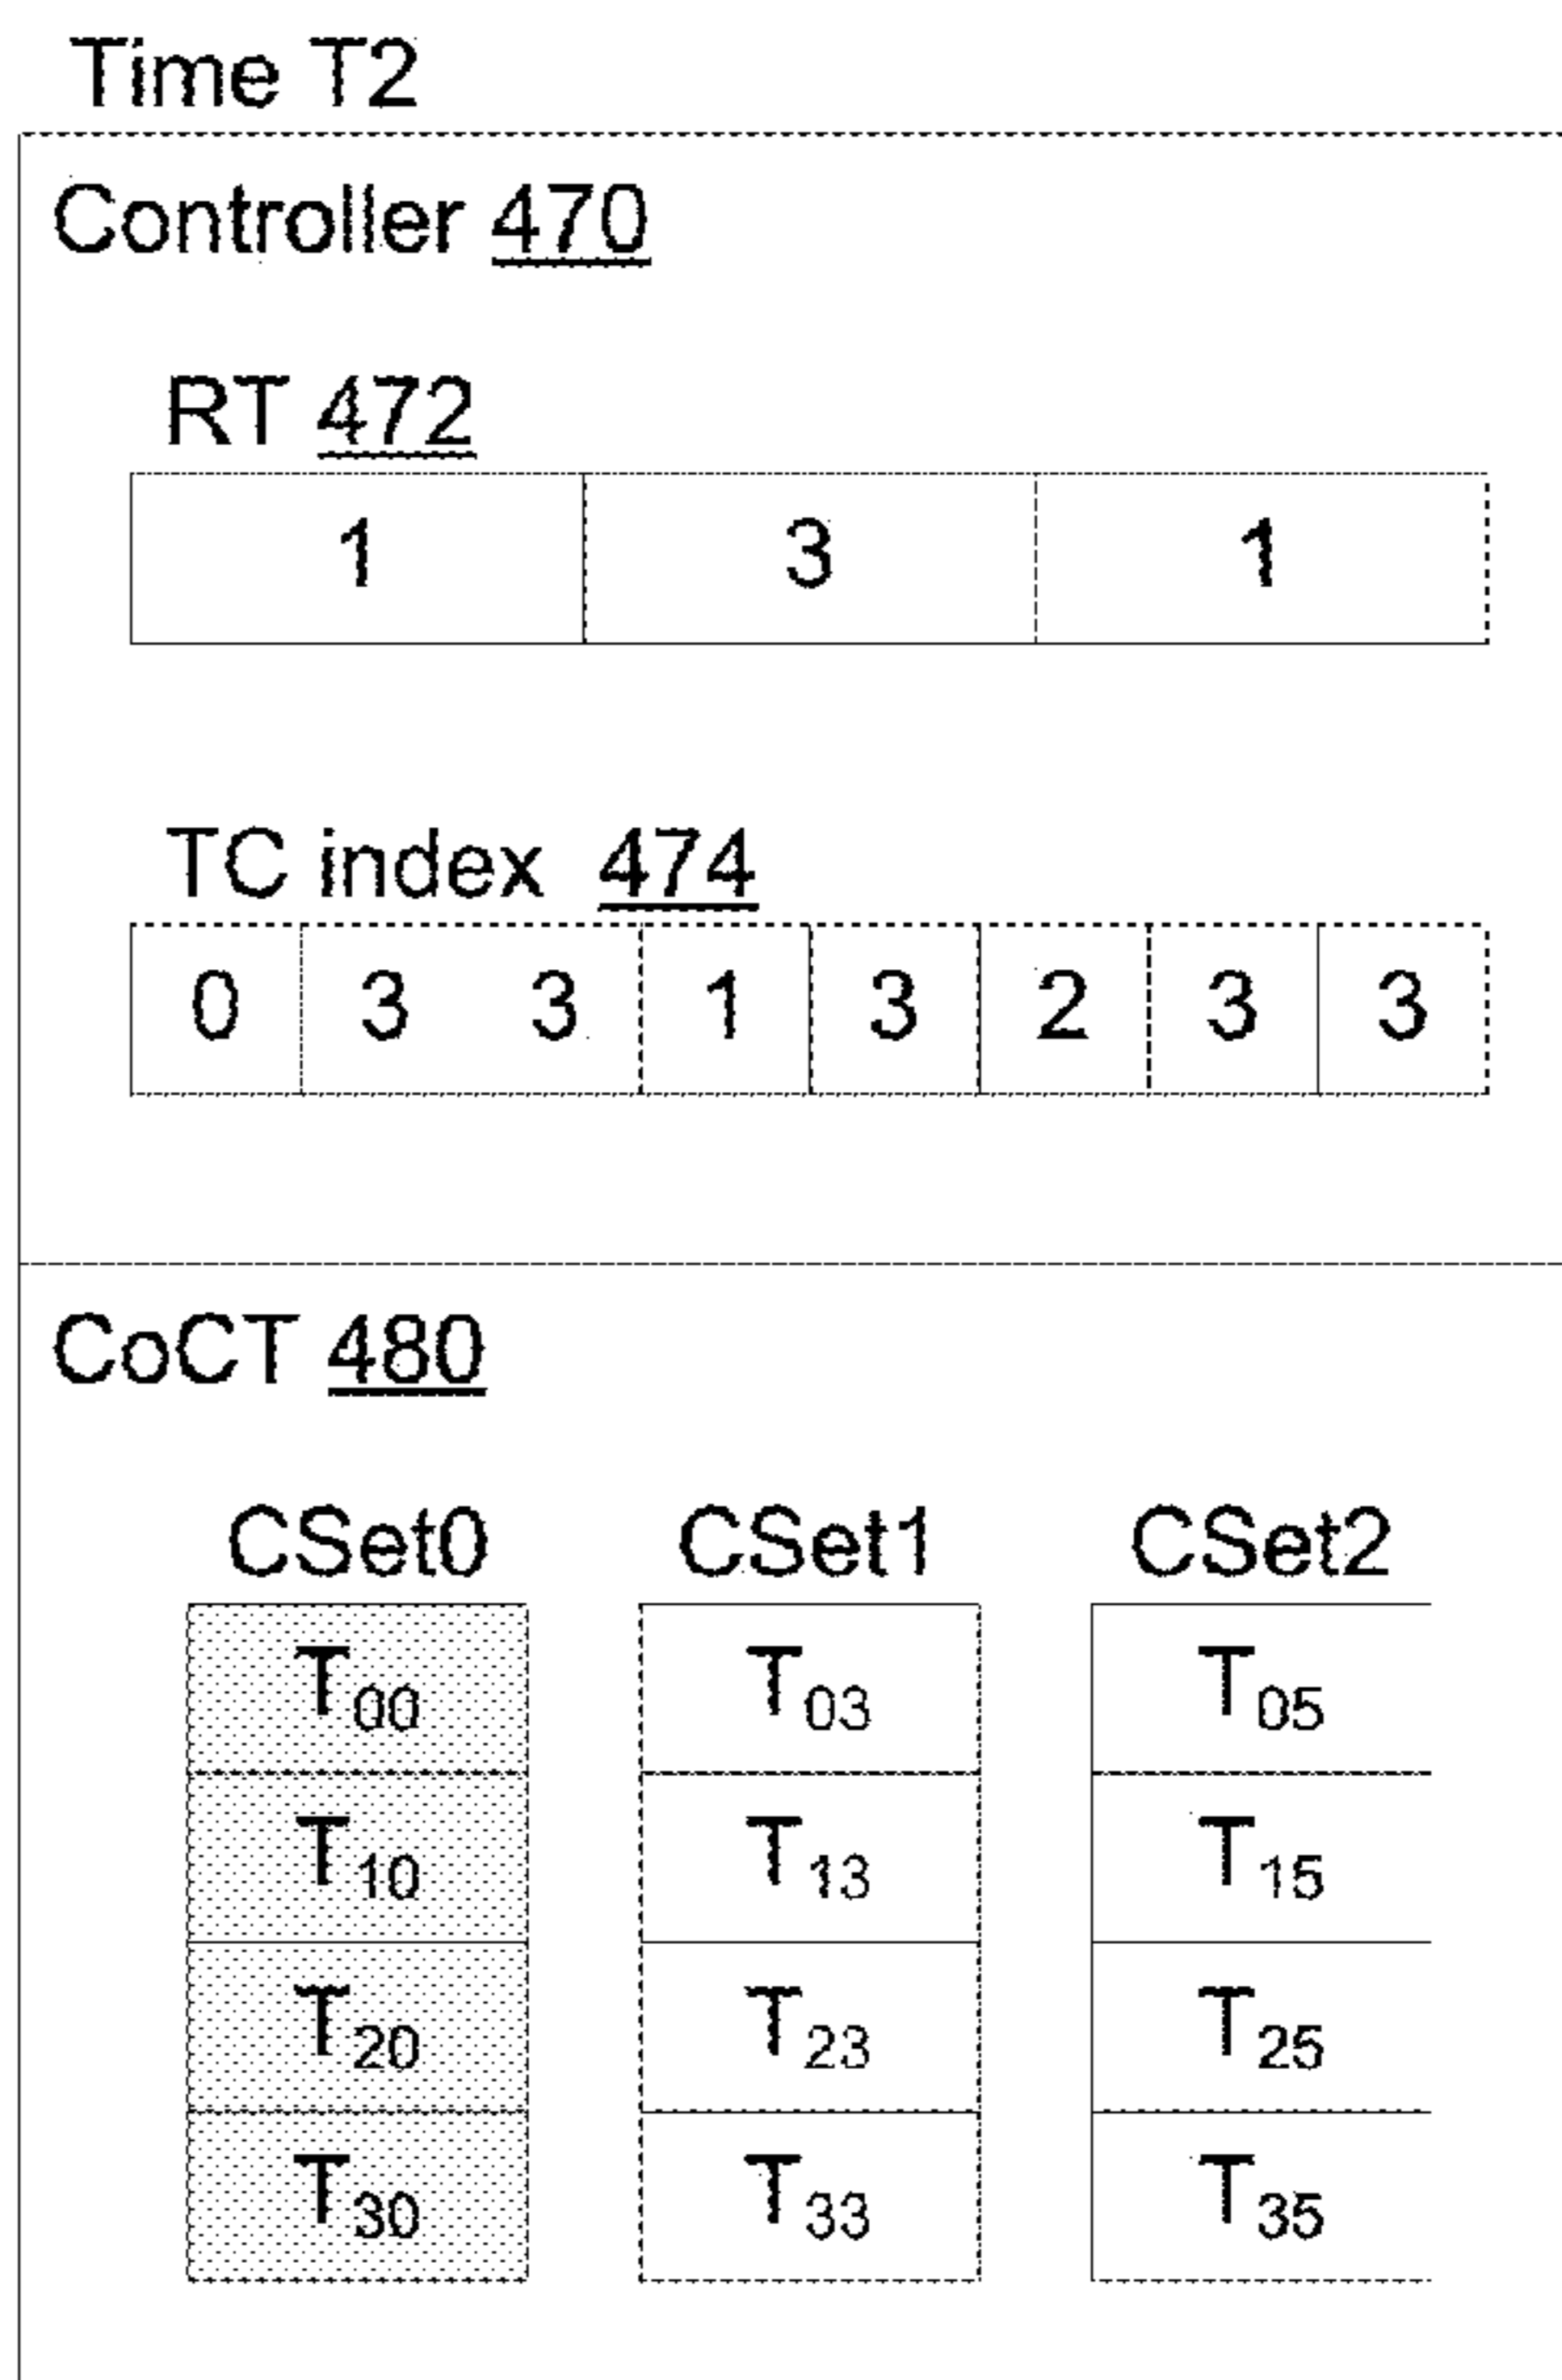 Time T2
Controller 470
RT 472
1 3 1
TC index 474
0 3 3 1 3 2 3 3
CoCT 480
CSet0 CSet1 CSet2
T00 T03 T05
T10 T13 T15
T20 T23 T25
T30 T33 T35